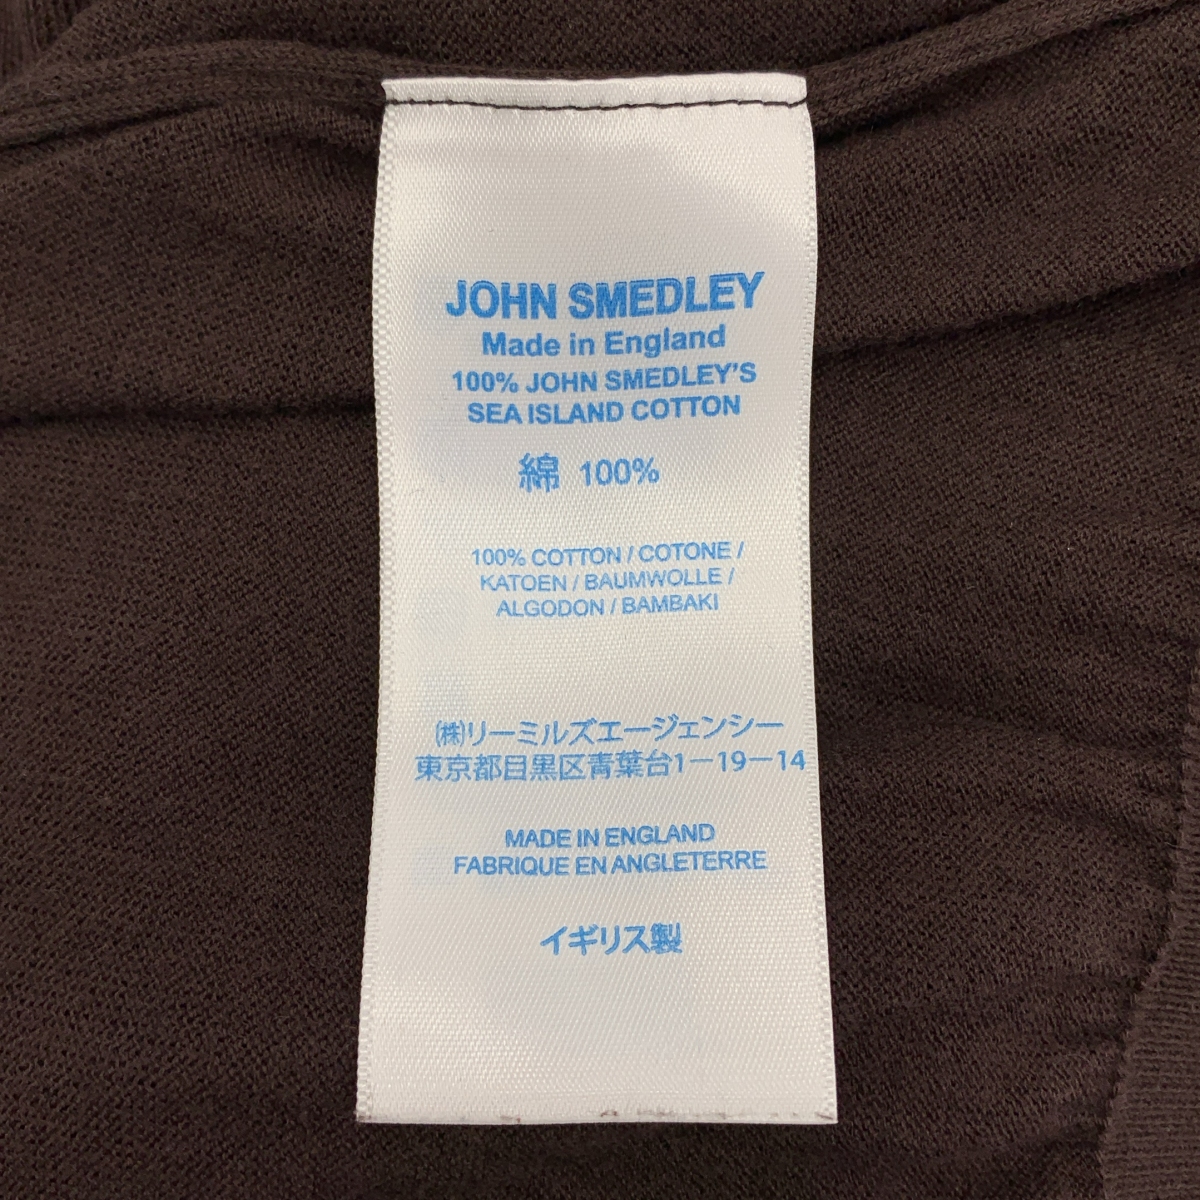 JOHN SMEDLEY
Made in England
100% JOHN SMEDLEY'S
SEA ISLAND COTTON
綿 100%
100% COTTON / COTONE /
KATOEN / BAUMWOLLE /
ALGODON / BAMBAKI
㈱リーミルズエージェンシー
東京都目黒区青葉台1－19－14
MADE IN ENGLAND
FABRIQUE EN ANGLETERRE
イギリス製